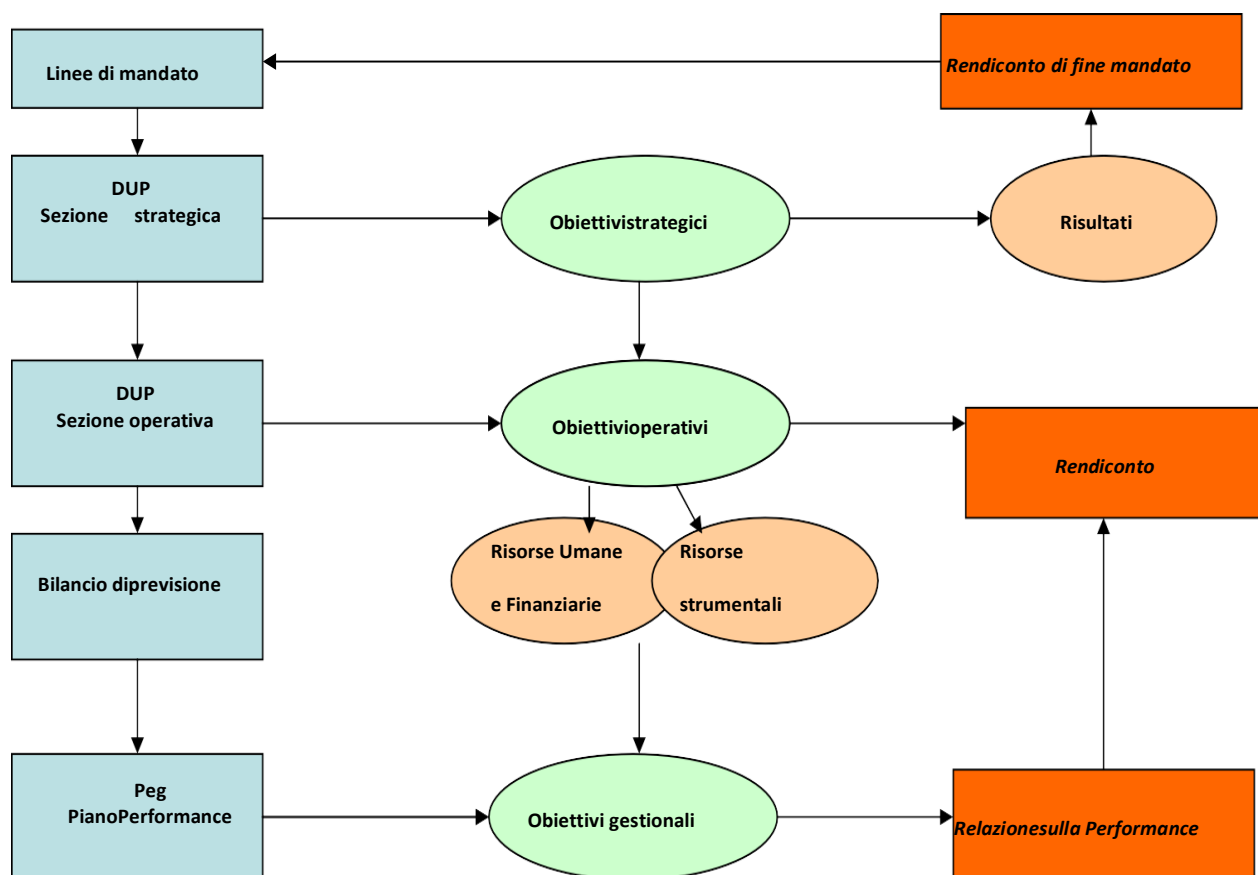 Linee di mandato
Rendiconto di fine mandato
DUP
Sezione strategica
Obiettivistrategici
Risultati
DUP
Sezione operativa
Obiettivioperativi
Rendiconto
Bilancio diprevisione
Risorse Umane
e Finanziarie
Risorse
strumentali
Peg
PianoPerformance
Obiettivi gestionali
Relazionesulla Performance